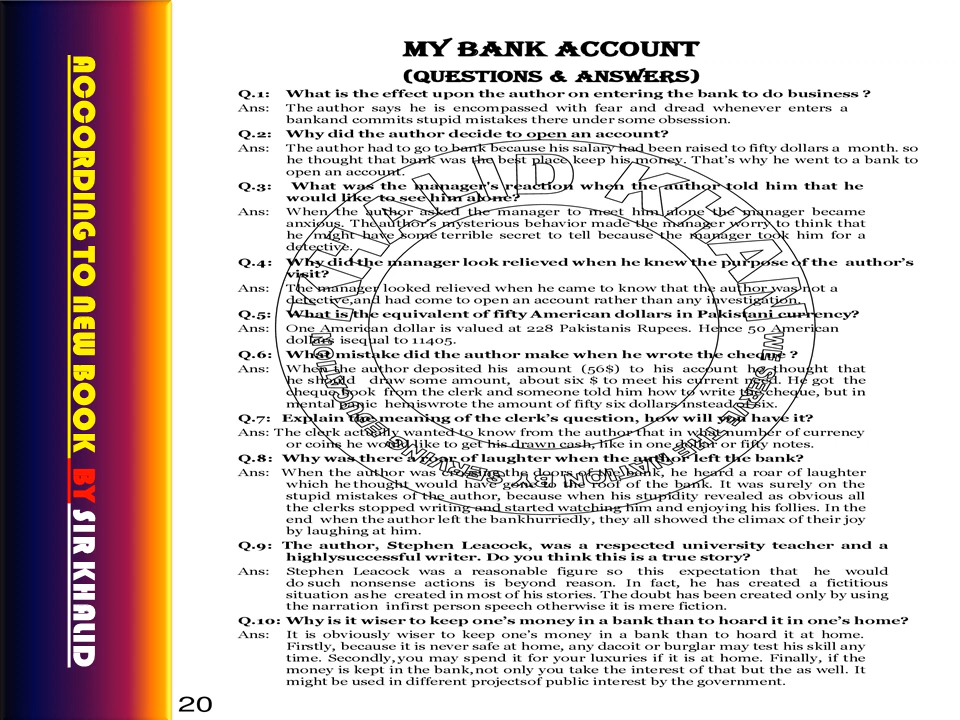 ACCORDING TO NEW BOOK BY SIR KHALID
MY BANK ACCOUNT
(QUESTIONS & ANSWERS)
Q.1: What is the effect upon the author on entering the bank to do business ?
Ans: The author says he is encompassed with fear and dread whenever enters a
bankand commits stupid mistakes there under some obsession.
Q.2: Why did the author decide to open an account?
Ans: The author had to go to bank because his salary had been raised to fifty dollars a month. so
he thought that bank was the best place keep his money. That's why he went to a bank to
open an account.
Q.3: What was the manager's reaction when the author told him that he
would like to see him alone?
Ans: When the author asked the manager to meet him alone the manager became
anxious. Theauthor's mysterious behavior made the manager worry to think that
he might have some terrible secret to tell because the manager took him for a
detective.
Q.4: Why did the manager look relieved when he knew the purpose of the author's
visit?
Ans: The manager looked relieved when he came to know that the author was not a
detective,and had come to open an account rather than any investigation.
Q.5: What is the equivalent of fifty American dollars in Pakistani currency?
Ans: One American dollar is valued at 228 Pakistanis Rupees. Hence 50 American
dollars isequal to 11405.
Q.6: What mistake did the author make when he wrote the cheque ?
Ans: When the author deposited his amount (56$) to his account he thought that
he should draw some amount, about six $ to meet his current need. He got the
cheque book from the clerk and someone told him how to write the cheque, but in
mental panic hemiswrote the amount of fifty six dollars instead of six.
Q.7: Explain the meaning of the clerk's question, how will you have it?
Ans: The clerk actually wanted to know from the author that in what number of currency
or coins he would like to get his drawn cash, like in one dollar or fifty notes.
Q.8: Why was there a roar of laughter when the author left the bank?
Ans: When the author was crossing the doors of the bank, he heard a roar of laughter
which he thought would have gone to the roof of the bank. It was surely on the
stupid mistakes of the author, because when his stupidity revealed as obvious all
the clerks stopped writing and started watching him and enjoying his follies. In the
end when the author left the bankhurriedly, they all showed the climax of their joy
by laughing at him.
Q.9: The author, Stephen Leacock, was a respected university teacher and a
highlysuccessful writer. Do you think this is a true story?
Ans: Stephen Leacock was a reasonable figure so this expectation that he would
do such nonsense actions is beyond reason. In fact, he has created a fictitious
situation as he created in most of his stories. The doubt has been created only by using
the narration infirst person speech otherwise it is mere fiction.
Q.10: Why is it wiser to keep one's money in a bank than to hoard it in one's home?
Ans: It is obviously wiser to keep one's money in a bank than to hoard it at home.
Firstly, because it is never safe at home, any dacoit or burglar may test his skill any
time. Secondly, you may spend it for your luxuries if it is at home. Finally, if the
money is kept in the bank, not only you take the interest of that but the as well. It
might be used in different projectsof public interest by the government.
20